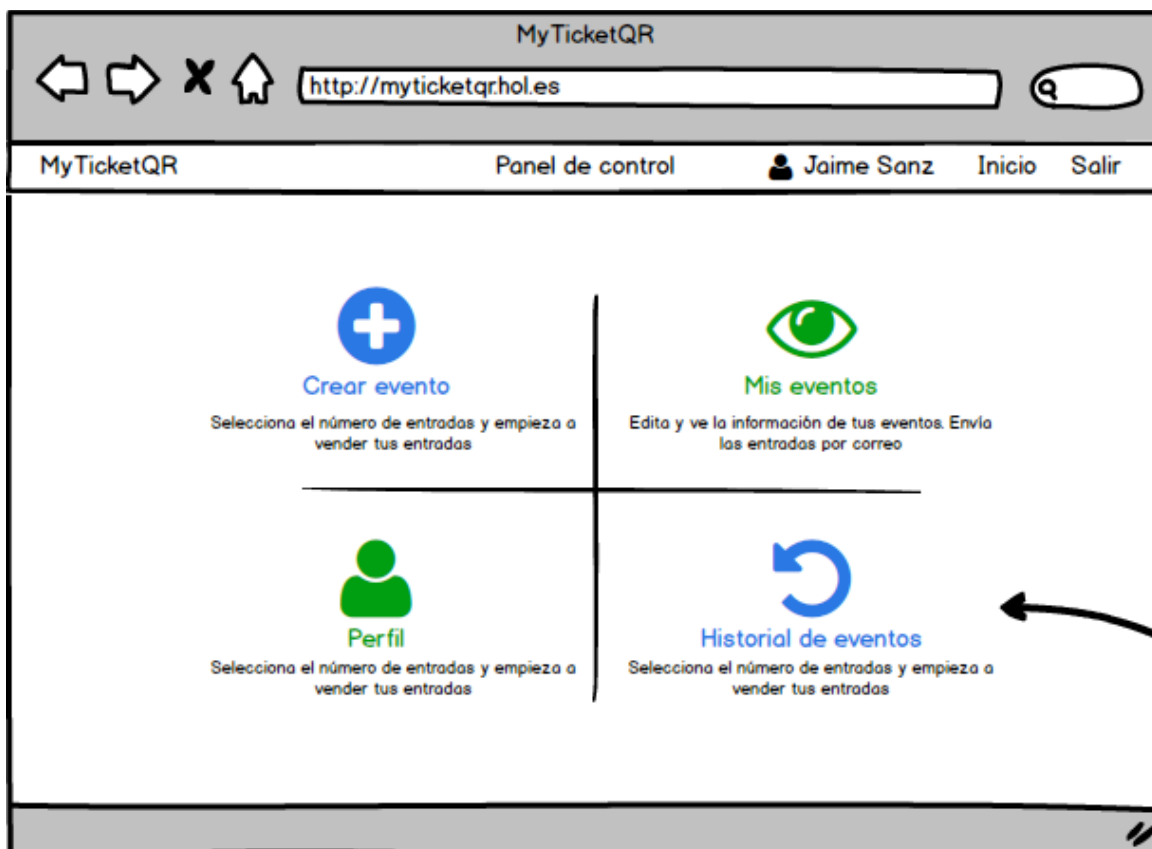 MyTicketQR
http://myticketqr.hol.es
MyTicketQR Panel de control Jaime Sanz Inicio Salir
Crear evento
Selecciona el número de entradas y empieza a
vender tus entradas
Mis eventos
Edita y ve la información de tus eventos. Envía
las entradas por correo
Perfil
Selecciona el número de entradas y empieza a
vender tus entradas
Historial de eventos
Selecciona el número de entradas y empieza a
vender tus entradas